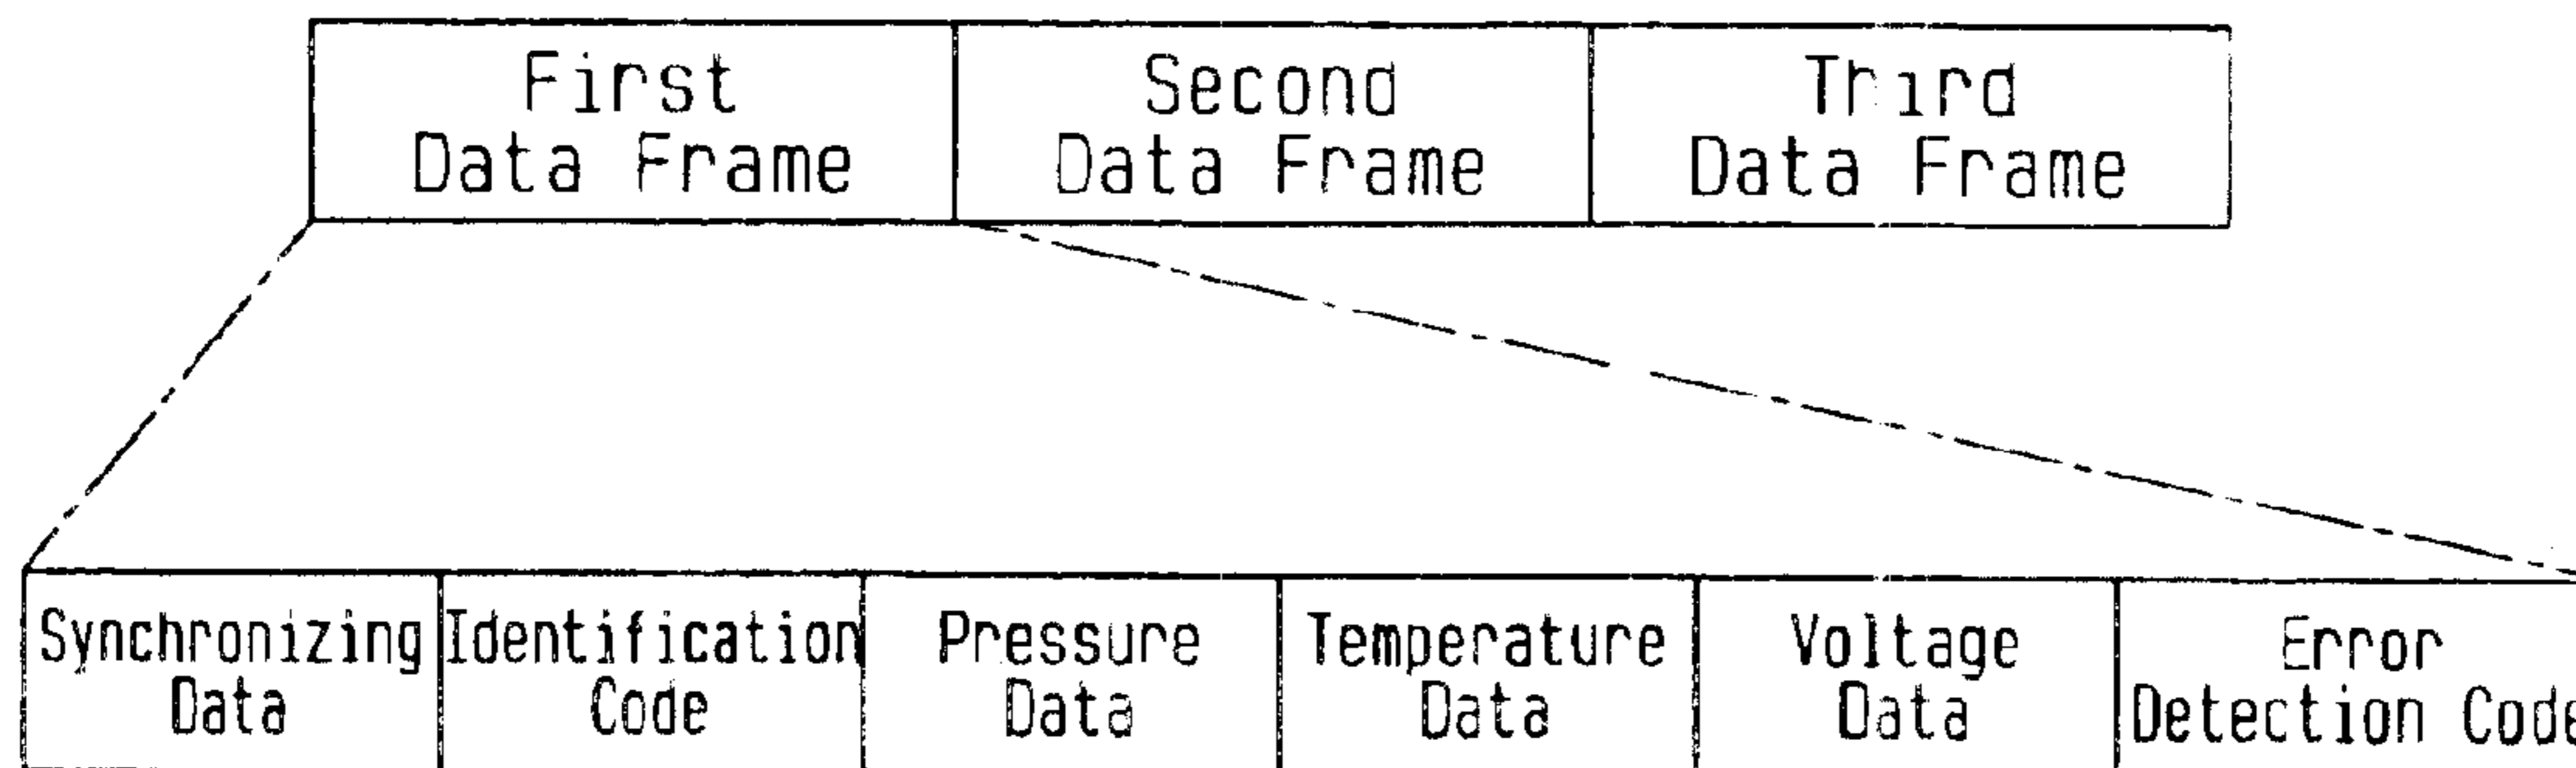 First
Data Frame
Second
Data Frame
Third
Data Frame
Synchronizing
Data
Identification
Code
Pressure
Data
Temperature
Data
Voltage
Data
Error
Detection Code